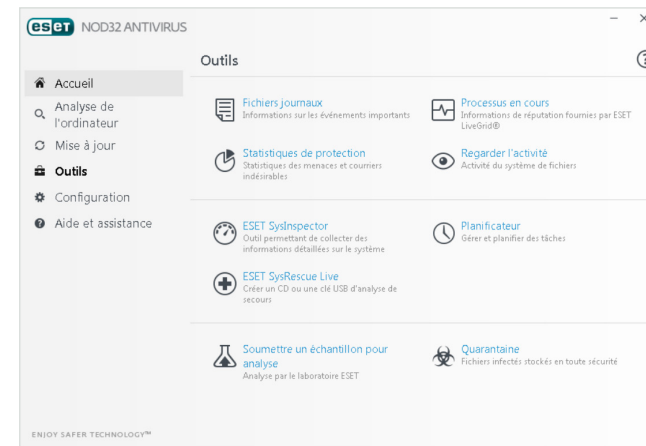 eset NOD32 ANTIVIRUS
Outils
Accueil
Analyse de
l'ordinateur
Mise à jour
Outils
Configuration
Aide et assistance
Fichiers journaux
Informations sur les événements importants
Processus en cours
Informations de réputation fournies par ESET
LiveGrid®
Statistiques de protection
Statistiques des menaces et courriers
indésirables
Regarder l'activité
Activité du système de fichiers
ESET SysInspector
Outil permettant de collecter des
informations détaillées sur le système
Planificateur
Gérer et planifier des tâches
ESET SysRescue Live
Créer un CD ou une clé USB d'analyse de
secours
Soumettre un échantillon pour
analyse
Analyse par le laboratoire ESET
Quarantaine
Fichiers infectés stockés en toute sécurité
ENJOY SAFER TECHNOLOGY™